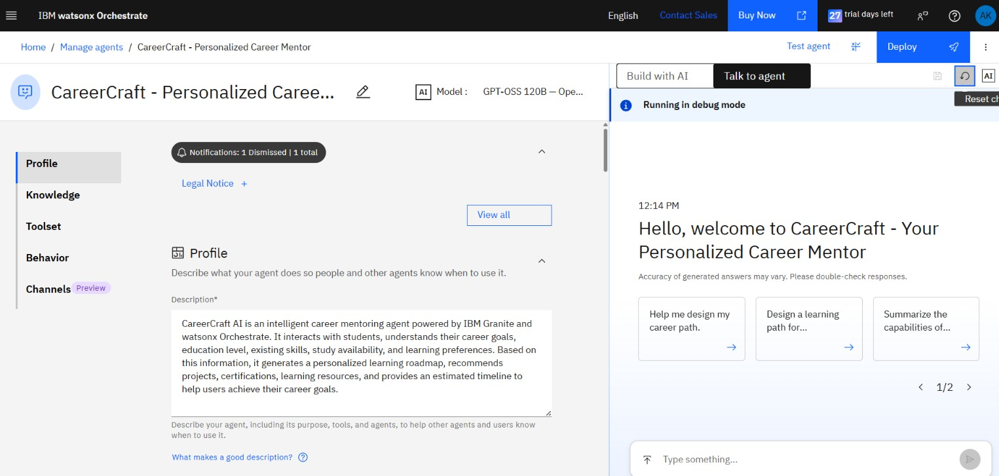 IBM watsonx Orchestrate
English
Contact Sales
Buy Now
27 trial days left
AK
Home / Manage agents / CareerCraft - Personalized Career Mentor
Test agent
Deploy
CareerCraft - Personalized Caree...
AI Model : GPT-OSS 120B — Ope...
Build with AI
Talk to agent
AI
Reset ch
Running in debug mode
Profile
Knowledge
Toolset
Behavior
Channels Preview
Notifications: 1 Dismissed | 1 total
Legal Notice +
View all
Profile
Describe what your agent does so people and other agents know when to use it.
Description*
CareerCraft AI is an intelligent career mentoring agent powered by IBM Granite and
watsonx Orchestrate. It interacts with students, understands their career goals,
education level, existing skills, study availability, and learning preferences. Based on
this information, it generates a personalized learning roadmap, recommends
projects, certifications, learning resources, and provides an estimated timeline to
help users achieve their career goals.
Describe your agent, including its purpose, tools, and agents, to help other agents and users know
when to use it.
What makes a good description?
12:14 PM
Hello, welcome to CareerCraft - Your
Personalized Career Mentor
Accuracy of generated answers may vary. Please double-check responses.
Help me design my
career path.
Design a learning
path for...
Summarize the
capabilities of...
1/2
Type something...